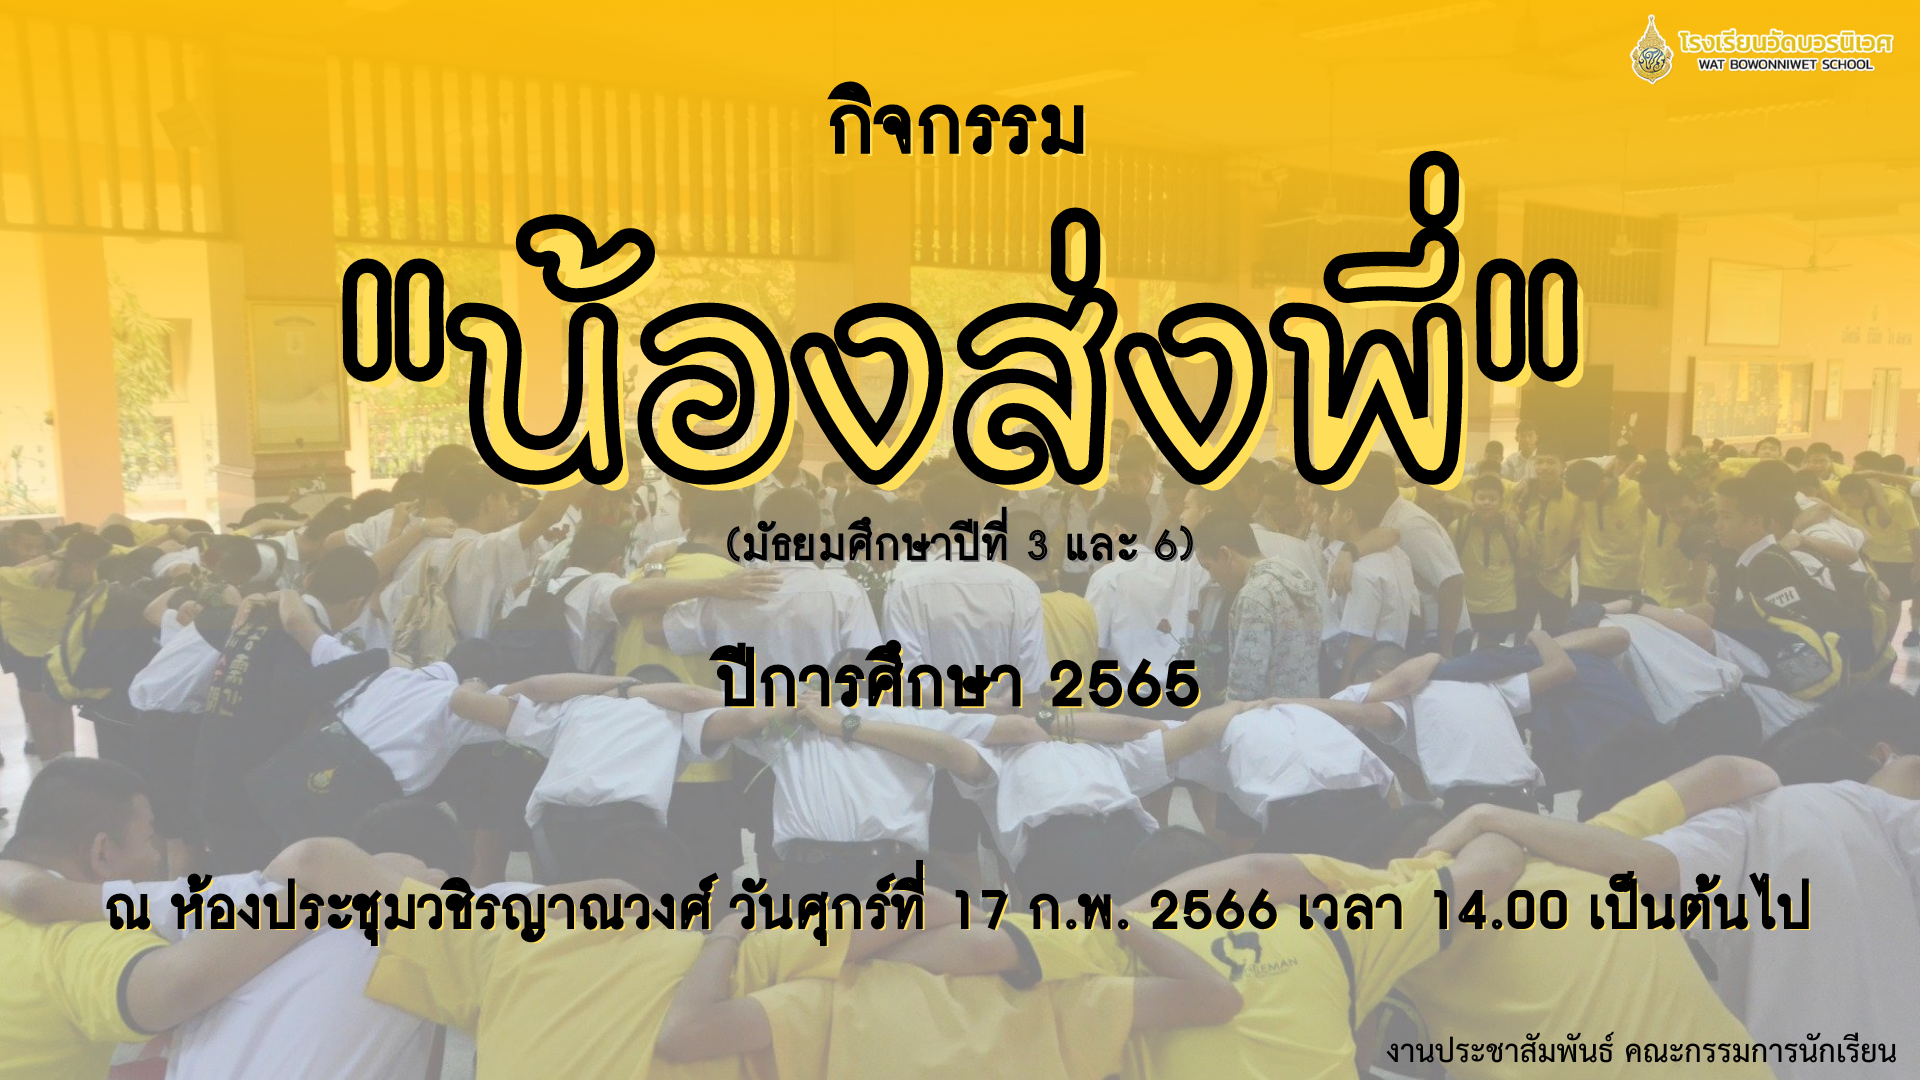 โรงเรียนวัดบวรนิเวศ
WAT BOWONNIWET SCHOOL
กิจกรรม
"น้องส่งพี่"
(มัธยมศึกษาปีที่ 3 และ 6)
ปีการศึกษา 2565
ณ ห้องประชุมวชิรญาณวงศ์ วันศุกร์ที่ 17 ก.พ. 2566 เวลา 14.00 เป็นต้นไป
งานประชาสัมพันธ์ คณะกรรมการนักเรียน